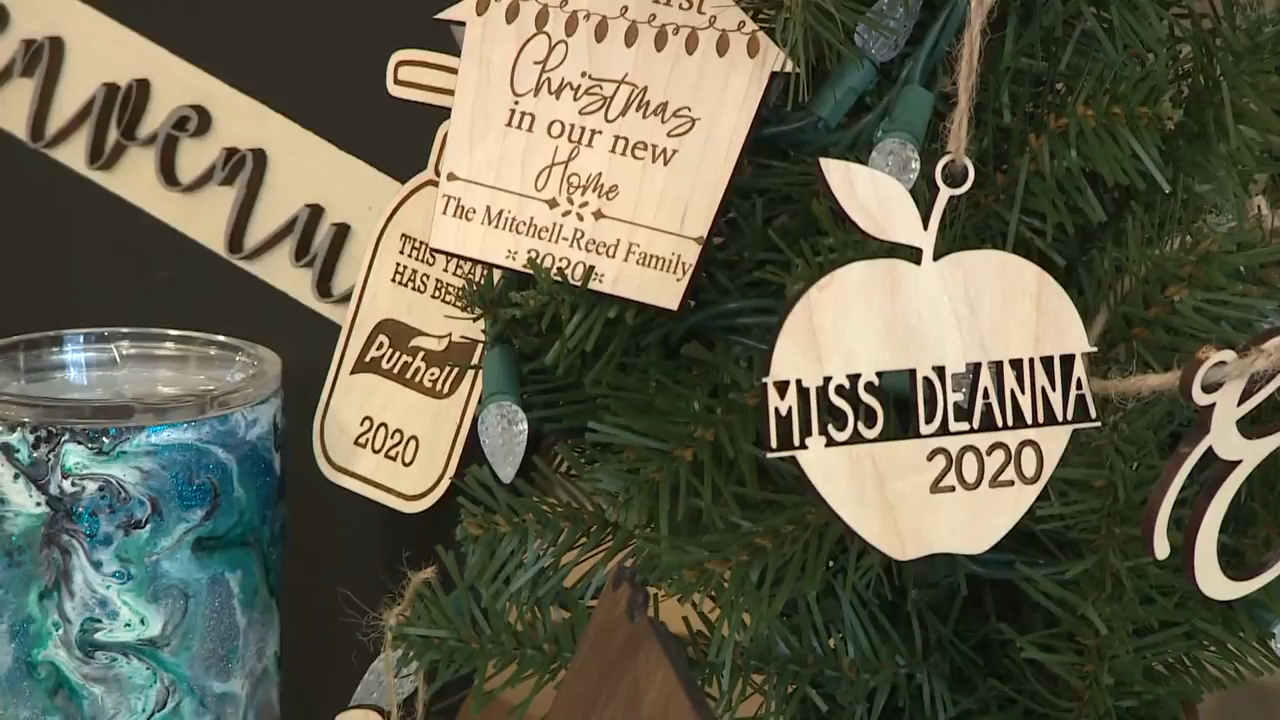 Christmas
in our new
Home
The Mitchell-Reed Family
2020
THIS YEAR
HAS BEEN
Purhell
2020
MISS DEANNA
2020